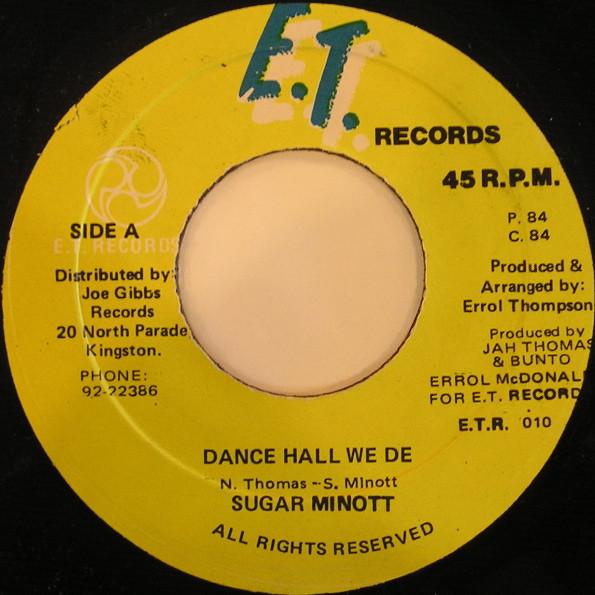 E.T.
RECORDS
45 R.P.M.
P. 84
C. 84
SIDE A
E.T. RECORDS
Distributed by:
Joe Gibbs
Records
20 North Parade
Kingston.
PHONE:
92-22386
Produced &
Arranged by:
Errol Thompson
Produced by
JAH THOMAS
& BUNTO
ERROL McDONAL
FOR E.T. RECORD
E.T.R. 010
DANCE HALL WE DE
N. Thomas - S. Minott
SUGAR MINOTT
ALL RIGHTS RESERVED